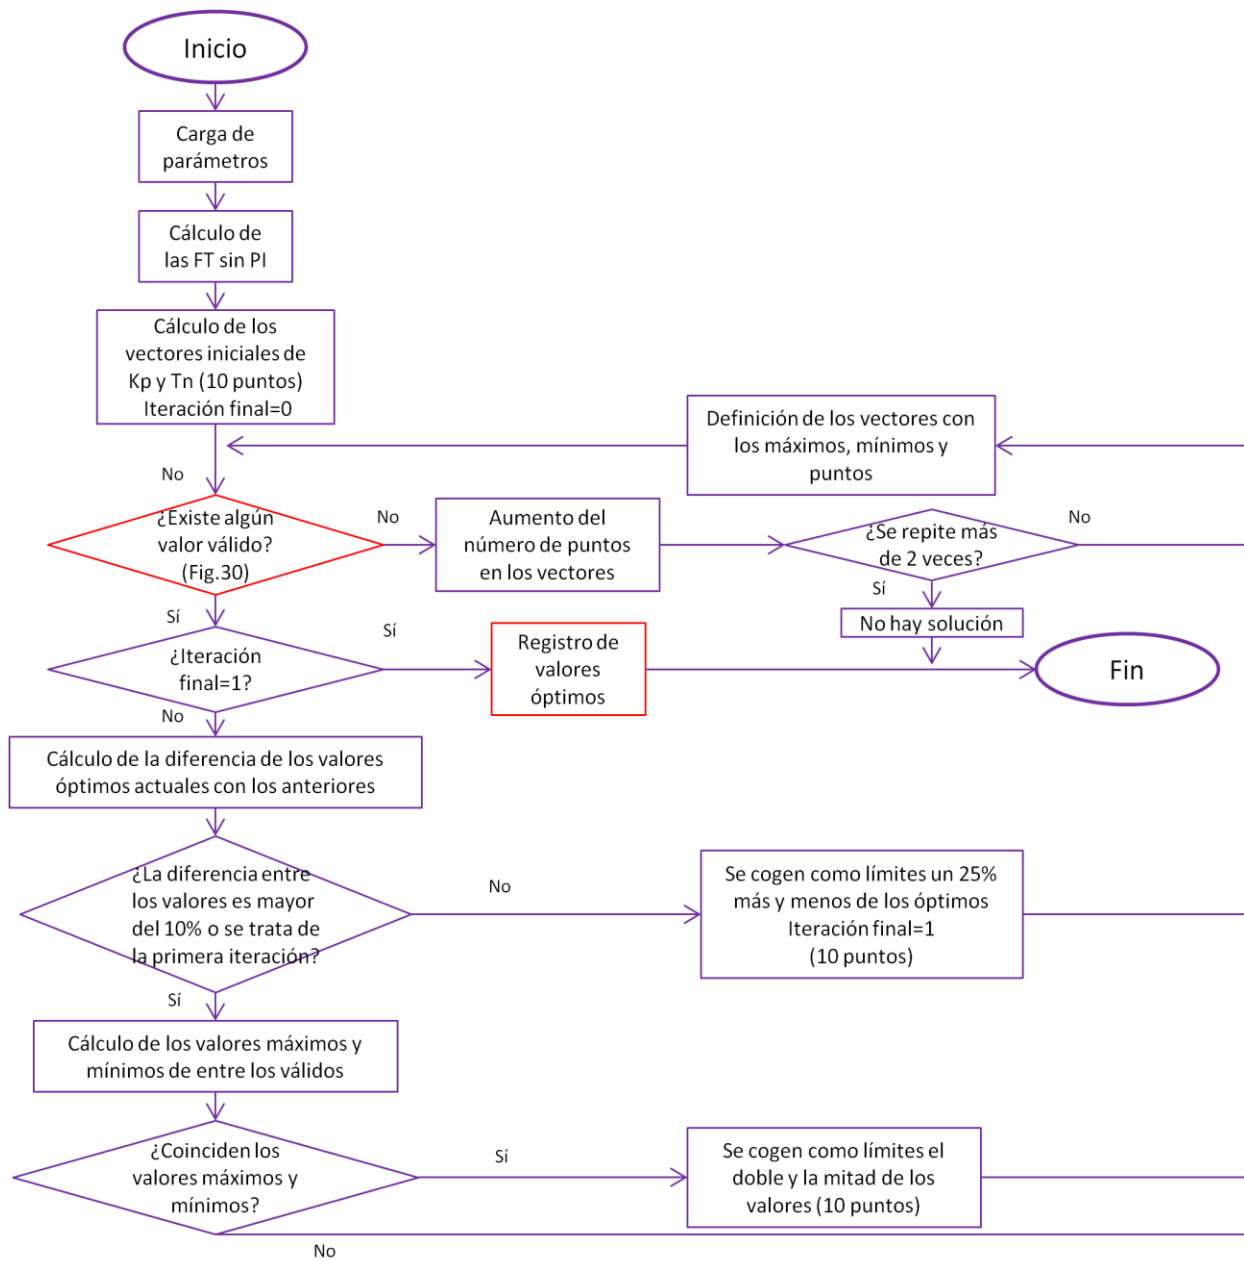 Inicio
Carga de
parámetros
Cálculo de
las FT sin PI
Cálculo de los
vectores iniciales de
Kp y Tn (10 puntos)
Iteración final=0
Definición de los vectores con
los máximos, mínimos y
puntos
No
¿Existe algún
valor válido?
(Fig.30)
No
Aumento del
número de puntos
en los vectores
¿Se repite más
de 2 veces?
No
Sí
No hay solución
Sí
¿Iteración
final=1?
Sí
Registro de
valores
óptimos
Fin
No
Cálculo de la diferencia de los valores
óptimos actuales con los anteriores
¿La diferencia entre
los valores es mayor
del 10% o se trata de
la primera iteración?
No
Se cogen como límites un 25%
más y menos de los óptimos
Iteración final=1
(10 puntos)
Sí
Cálculo de los valores máximos y
mínimos de entre los válidos
¿Coinciden los
valores máximos y
mínimos?
Sí
Se cogen como límites el
doble y la mitad de los
valores (10 puntos)
No